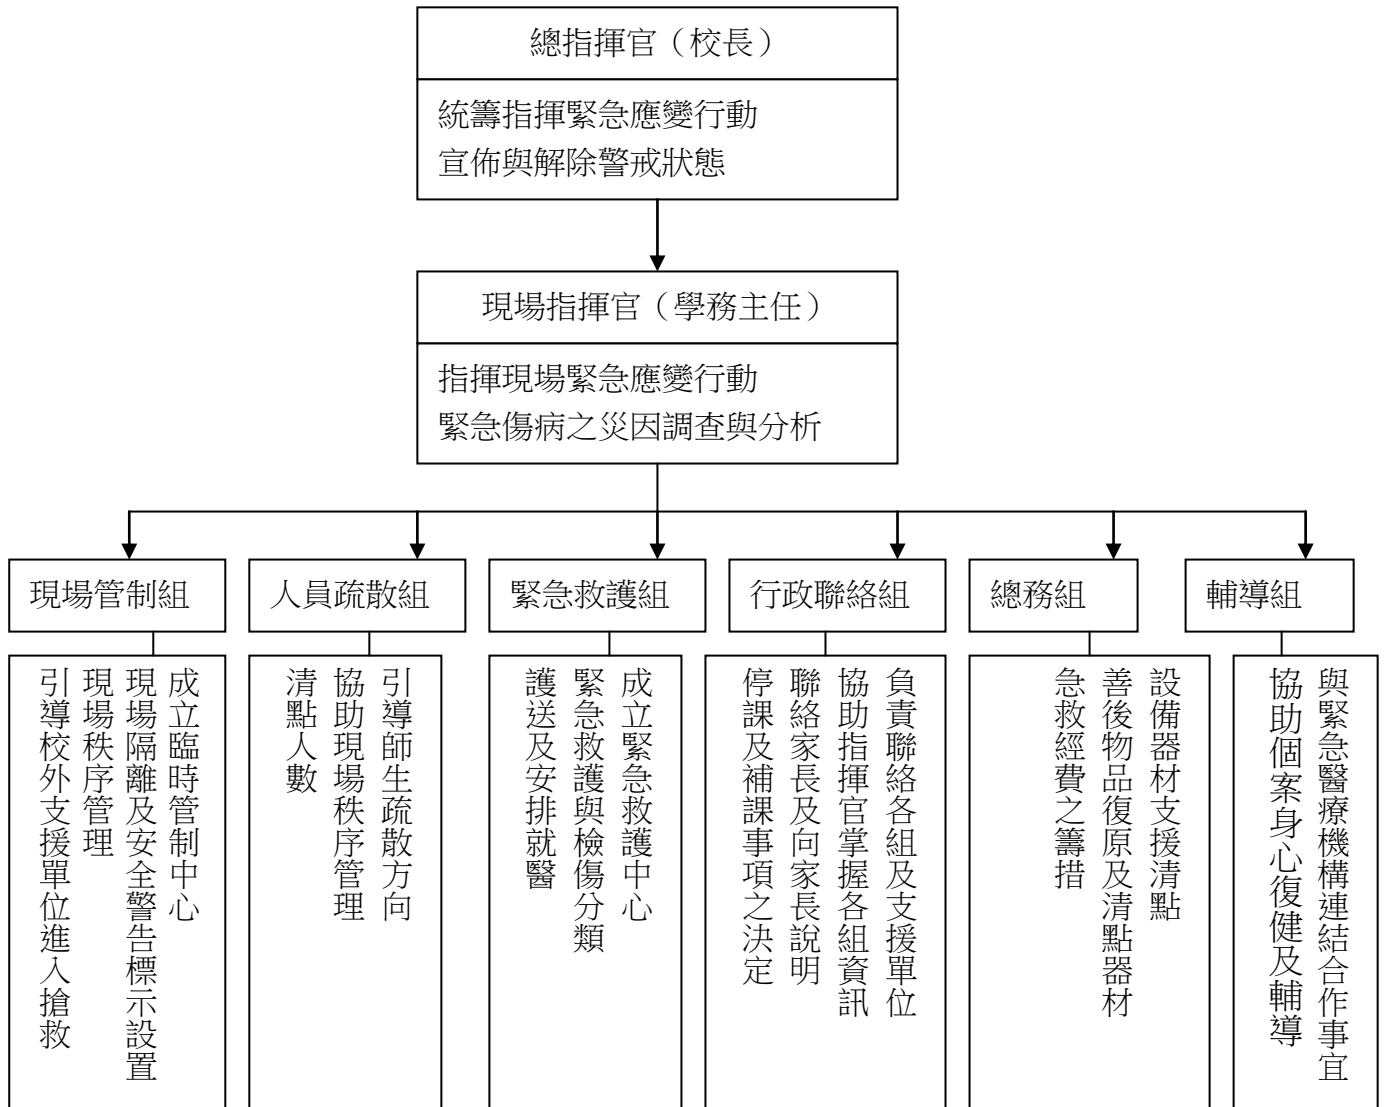 總指揮官（校長）
統籌指揮緊急應變行動
宣佈與解除警戒狀態
現場指揮官（學務主任）
指揮現場緊急應變行動
緊急傷病之災因調查與分析
現場管制組
人員疏散組
緊急救護組
行政聯絡組
總務組
輔導組
成立臨時管制中心
現場隔離及安全警告標示設置
現場秩序管理
引導校外支援單位進入搶救
引導師生疏散方向
協助現場秩序管理
清點人數
成立緊急救護中心
緊急救護與檢傷分類
護送及安排就醫
負責聯絡各組及支援單位
協助指揮官掌握各組資訊
聯絡家長及向家長說明
停課及補課事項之決定
設備器材支援清點
善後物品復原及清點器材
急救經費之籌措
與緊急醫療機構連結合作事宜
協助個案身心復健及輔導